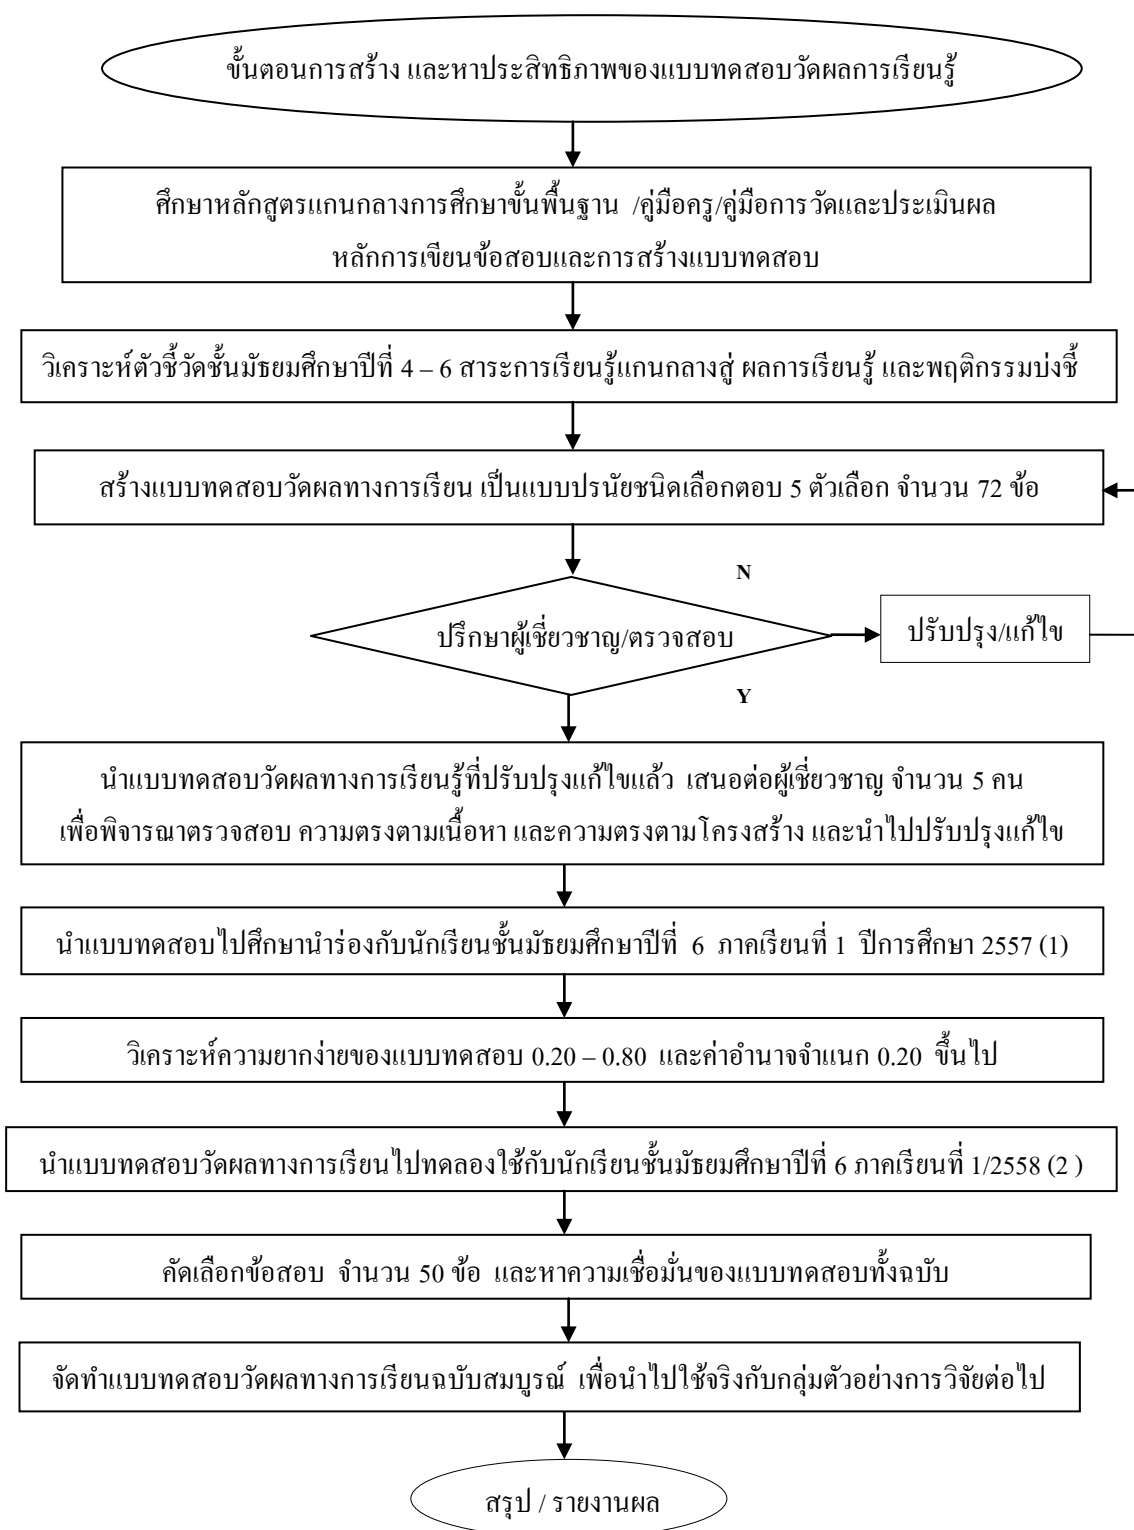 ขั้นตอนการสร้าง และหาประสิทธิภาพของแบบทดสอบวัดผลการเรียนรู้
ศึกษาหลักสูตรแกนกลางการศึกษาขั้นพื้นฐาน /คู่มือครู/คู่มือการวัดและประเมินผล
หลักการเขียนข้อสอบและการสร้างแบบทดสอบ
วิเคราะห์ตัวชี้วัดชั้นมัธยมศึกษาปีที่ 4 – 6 สาระการเรียนรู้แกนกลางสู่ ผลการเรียนรู้ และพฤติกรรมบ่งชี้
สร้างแบบทดสอบวัดผลทางการเรียน เป็นแบบปรนัยชนิดเลือกตอบ 5 ตัวเลือก จำนวน 72 ข้อ
N
ปรึกษาผู้เชี่ยวชาญ/ตรวจสอบ
ปรับปรุง/แก้ไข
Y
นำแบบทดสอบวัดผลทางการเรียนรู้ที่ปรับปรุงแก้ไขแล้ว เสนอต่อผู้เชี่ยวชาญ จำนวน 5 คน
เพื่อพิจารณาตรวจสอบ ความตรงตามเนื้อหา และความตรงตามโครงสร้าง และนำไปปรับปรุงแก้ไข
นำแบบทดสอบไปศึกษานำร่องกับนักเรียนชั้นมัธยมศึกษาปีที่ 6 ภาคเรียนที่ 1 ปีการศึกษา 2557 (1)
วิเคราะห์ความยากง่ายของแบบทดสอบ 0.20 – 0.80 และค่าอำนาจจำแนก 0.20 ขึ้นไป
นำแบบทดสอบวัดผลทางการเรียนไปทดลองใช้กับนักเรียนชั้นมัธยมศึกษาปีที่ 6 ภาคเรียนที่ 1/2558 (2 )
คัดเลือกข้อสอบ จำนวน 50 ข้อ และหาความเชื่อมั่นของแบบทดสอบทั้งฉบับ
จัดทำแบบทดสอบวัดผลทางการเรียนฉบับสมบูรณ์ เพื่อนำไปใช้จริงกับกลุ่มตัวอย่างการวิจัยต่อไป
สรุป / รายงานผล